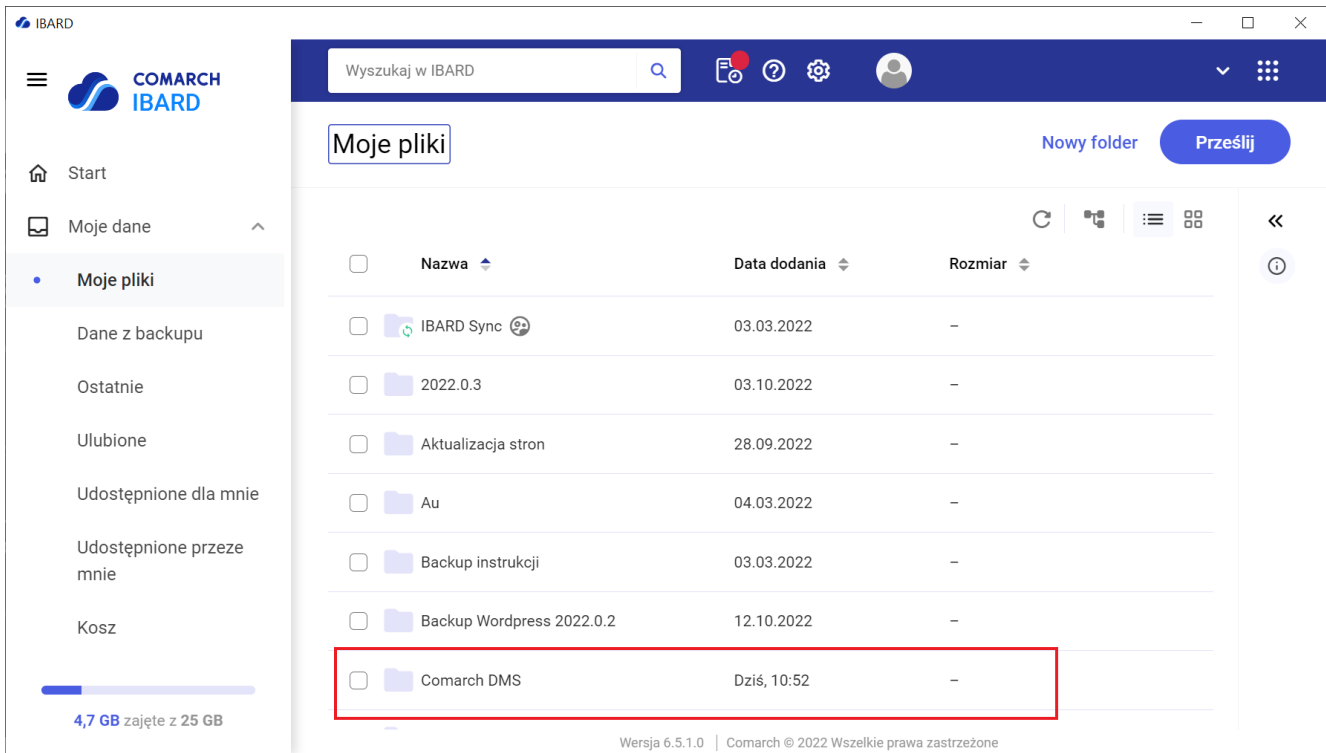 IBARD
COMARCH
IBARD
Wyszukaj w IBARD
Start
Moje dane
Moje pliki
Dane z backupu
Ostatnie
Ulubione
Udostępnione dla mnie
Udostępnione przeze
mnie
Kosz
4,7 GB zajęte z 25 GB
Moje pliki
Nowy folder
Prześlij
Nazwa Data dodania Rozmiar
IBARD Sync 03.03.2022 –
2022.0.3 03.10.2022 –
Aktualizacja stron 28.09.2022 –
Au 04.03.2022 –
Backup instrukcji 03.03.2022 –
Backup Wordpress 2022.0.2 12.10.2022 –
Comarch DMS Dziś, 10:52 –
Wersja 6.5.1.0 | Comarch © 2022 Wszelkie prawa zastrzeżone